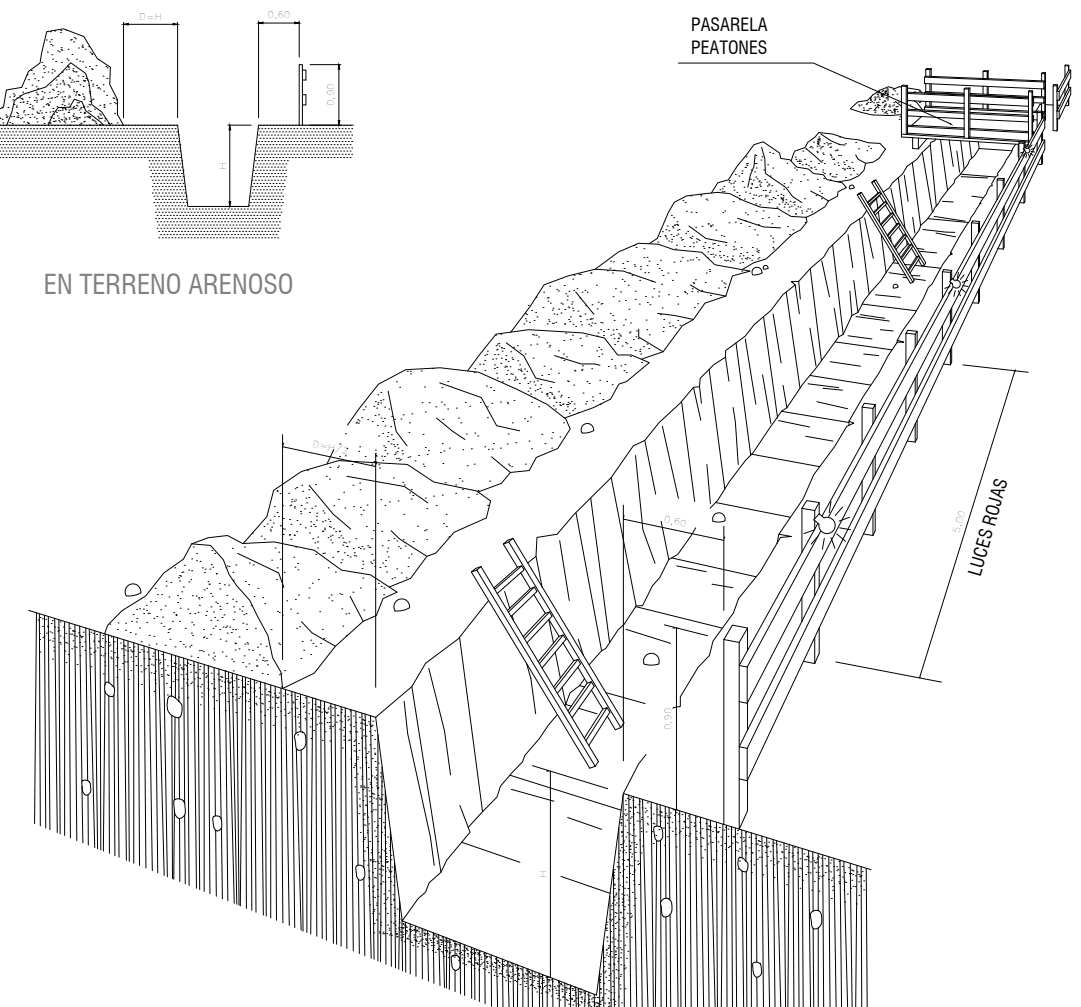 D=H
0,60
0,90
H
EN TERRENO ARENOSO
PASARELA
PEATONES
0,60
5,00
LUCES ROJAS
0,90
H